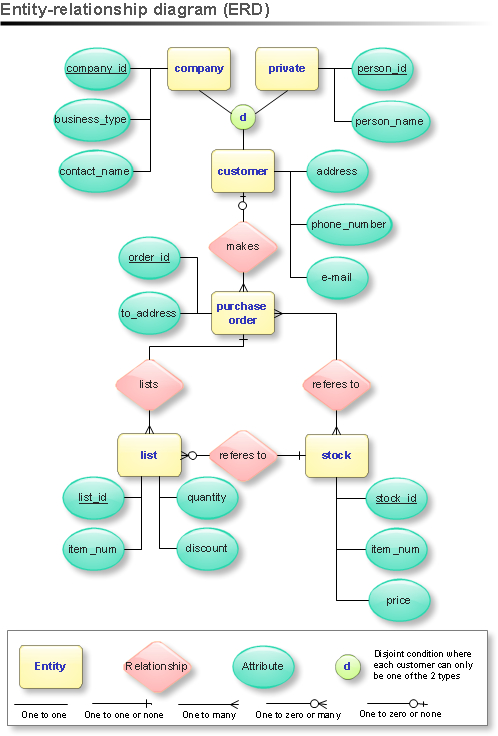 Entity-relationship diagram (ERD)
company_id
company
private
person_id
business_type
d
person_name
contact_name
customer
address
phone_number
makes
order_id
e-mail
to_address
purchase
order
lists
referes to
list
referes to
stock
list_id
quantity
stock_id
item_num
discount
item_num
price
Entity
Relationship
Attribute
d
Disjoint condition where
each customer can only
be one of the 2 types
One to one
One to one or none
One to many
One to zero or many
One to zero or none